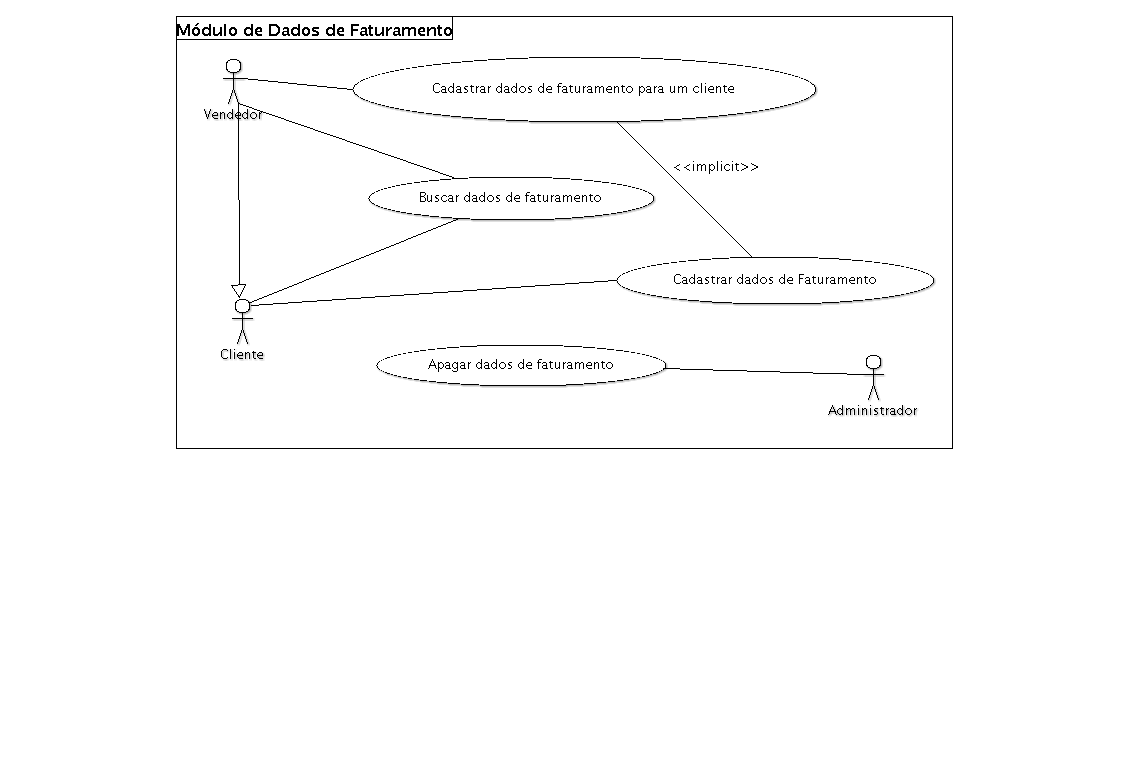 Módulo de Dados de Faturamento
Cadastrar dados de faturamento para um cliente
Vendedor
<<implicit>>
Buscar dados de faturamento
Cadastrar dados de Faturamento
Cliente
Apagar dados de faturamento
Administrador